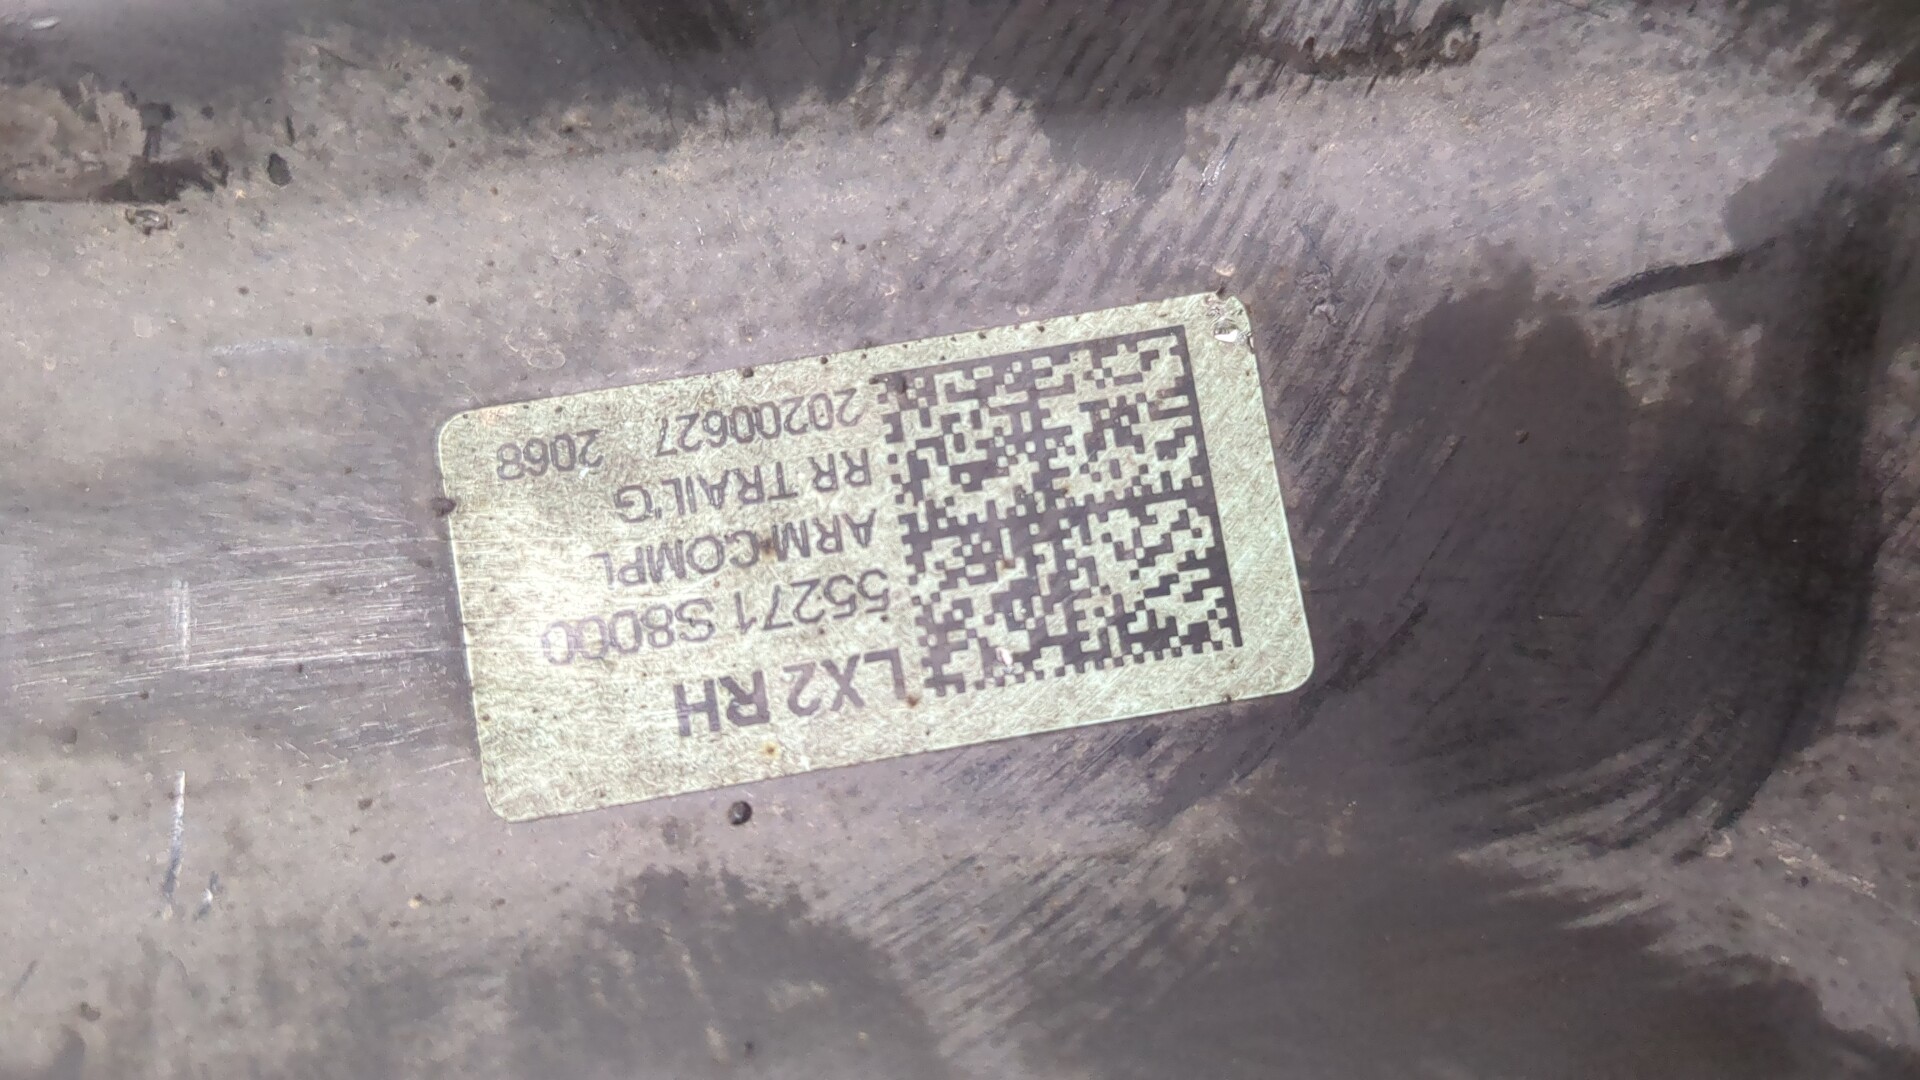 LX2 RH
55271 S8000
ARM COMPL
RR TRAIL'G
20200627 2068